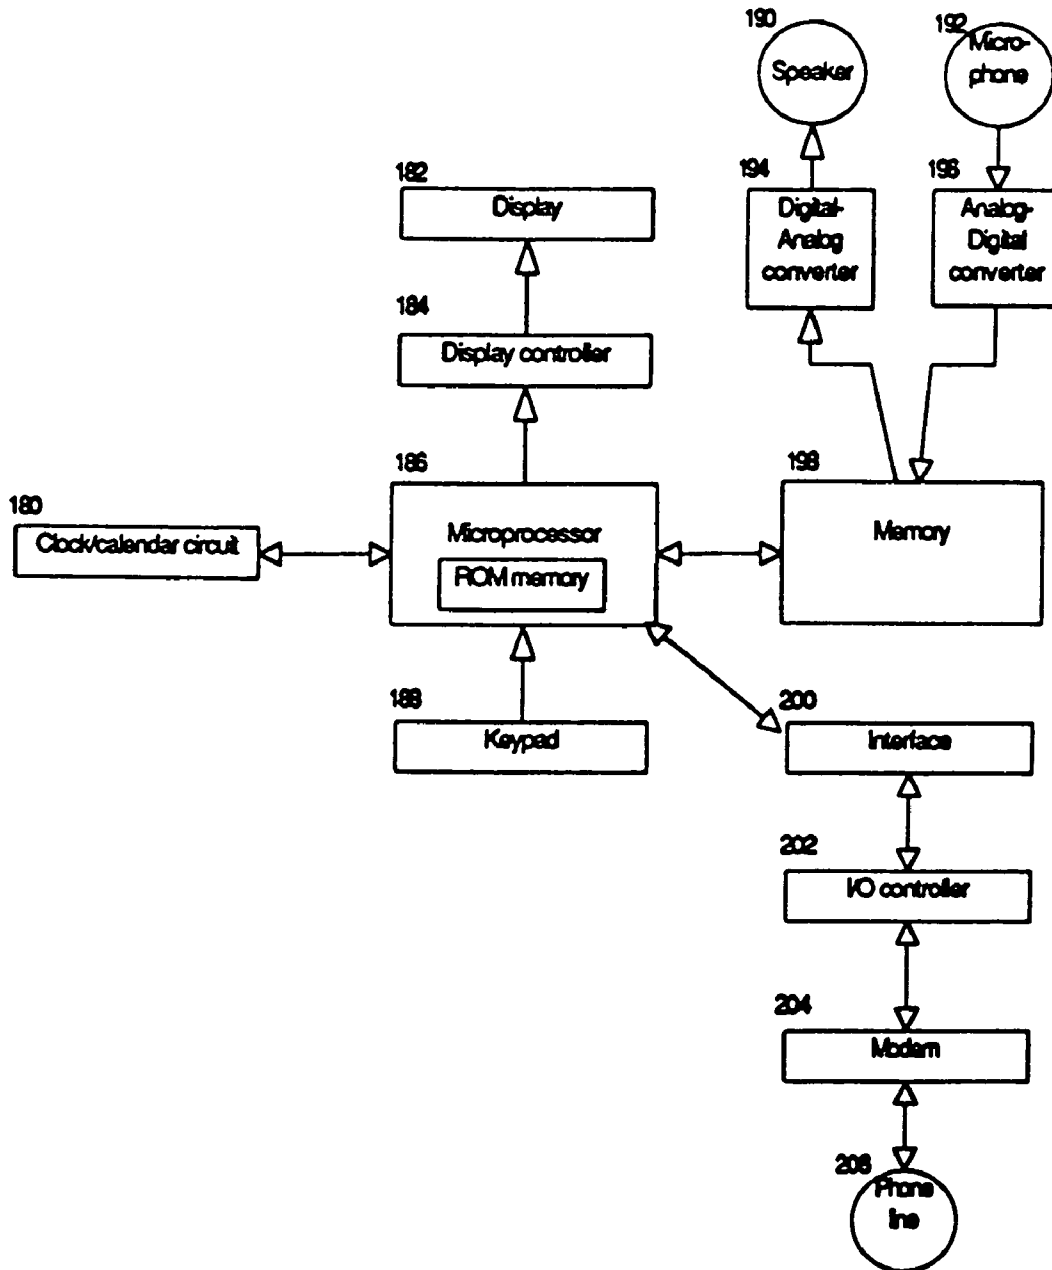 190
Speaker
192
Micro-
phone
194
Digital-
Analog
converter
196
Analog-
Digital
converter
182
Display
184
Display controller
186
Microprocessor
ROM memory
198
Memory
180
Clock/calendar circuit
188
Keypad
200
Interface
202
I/O controller
204
Modem
206
Phone
line